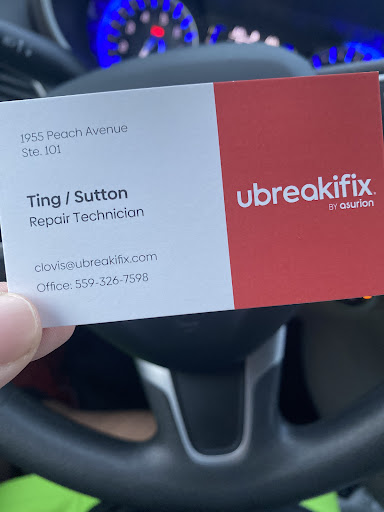 1955 Peach Avenue
Ste. 101
Ting / Sutton
Repair Technician
clovis@ubreakifix.com
Office: 559-326-7598
ubreakifix®
BY asurion